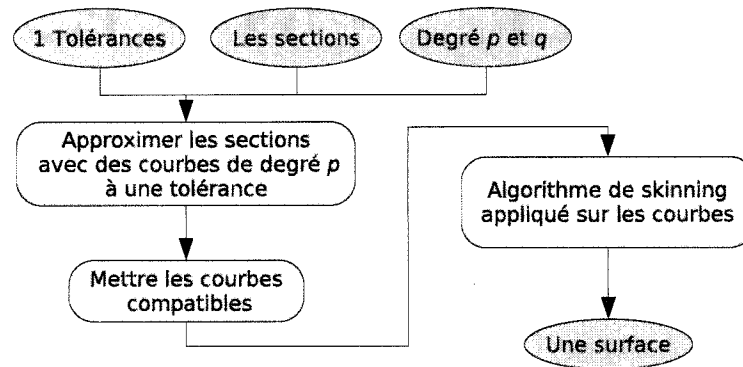 1 Tolérances
Les sections
Degré p et q
Approximer les sections
avec des courbes de degré p
à une tolérance
Mettre les courbes
compatibles
Algorithme de skinning
appliqué sur les courbes
Une surface